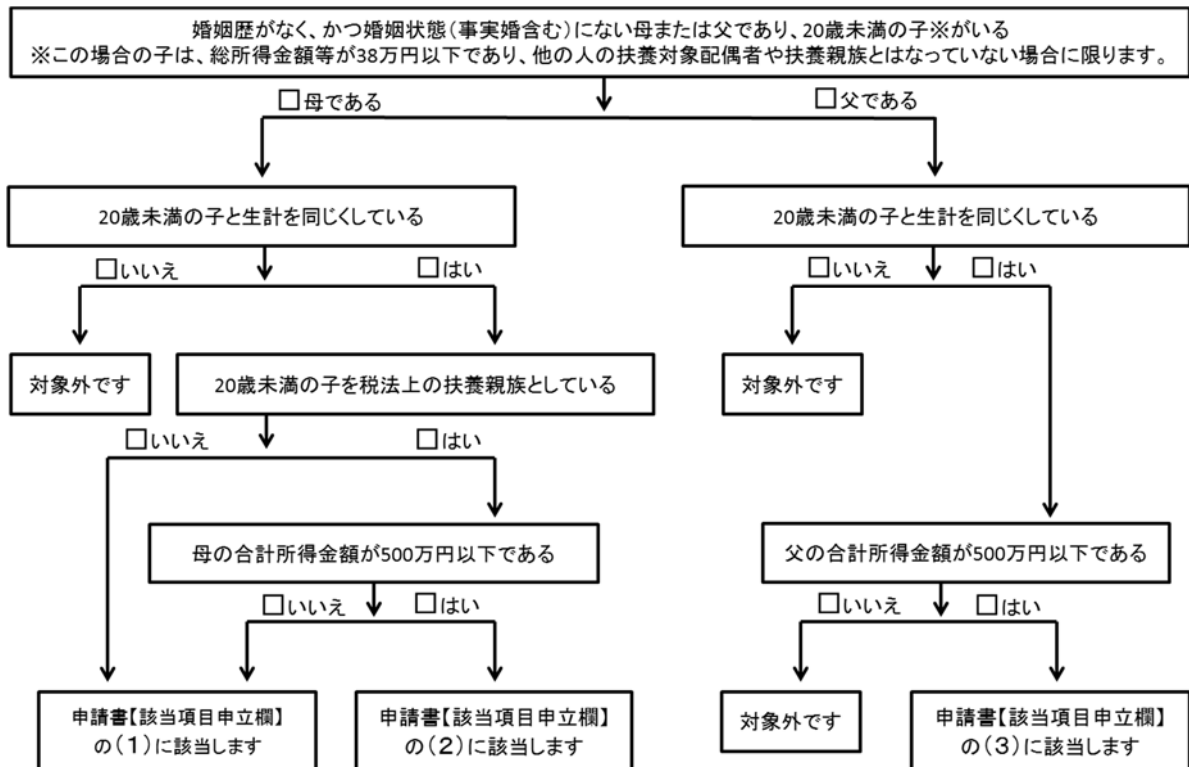 婚姻歴がなく、かつ婚姻状態(事実婚含む)にない母または父であり、20歳未満の子※がいる
※この場合の子は、総所得金額等が38万円以下であり、他の人の扶養対象配偶者や扶養親族とはなっていない場合に限ります。
□母である
□父である
20歳未満の子と生計を同じくしている
20歳未満の子と生計を同じくしている
□いいえ
□はい
□いいえ
□はい
対象外です
20歳未満の子を税法上の扶養親族としている
対象外です
□いいえ
□はい
母の合計所得金額が500万円以下である
父の合計所得金額が500万円以下である
□いいえ
□はい
□いいえ
□はい
申請書【該当項目申立欄】
の(1)に該当します
申請書【該当項目申立欄】
の(2)に該当します
対象外です
申請書【該当項目申立欄】
の(3)に該当します